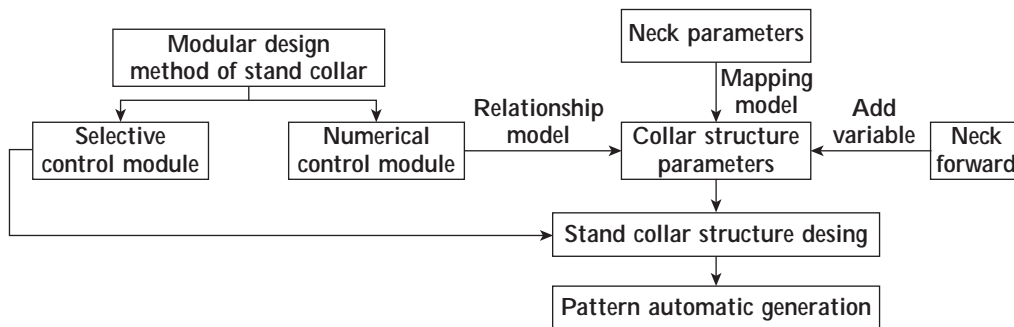 Modular design
method of stand collar
Neck parameters
Mapping
model
Selective
control module
Numerical
control module
Relationship
model
Collar structure
parameters
Add
variable
Neck
forward
Stand collar structure desing
Pattern automatic generation